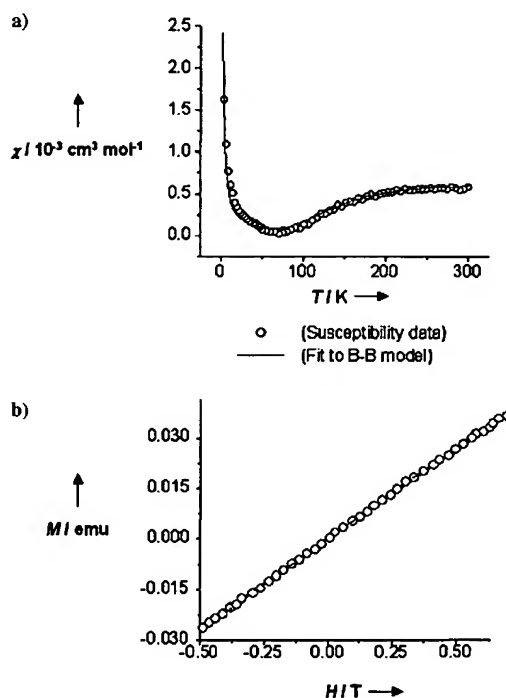 a)
2.5
2.0
1.5
1.0
0.5
0.0
χ / 10⁻³ cm³ mol⁻¹
0 100 200 300
T / K
(Susceptibility data)
(Fit to B-B model)
b)
0.030
0.015
0.000
-0.015
-0.030
M / emu
-0.50 -0.25 0.00 0.25 0.50
H / T